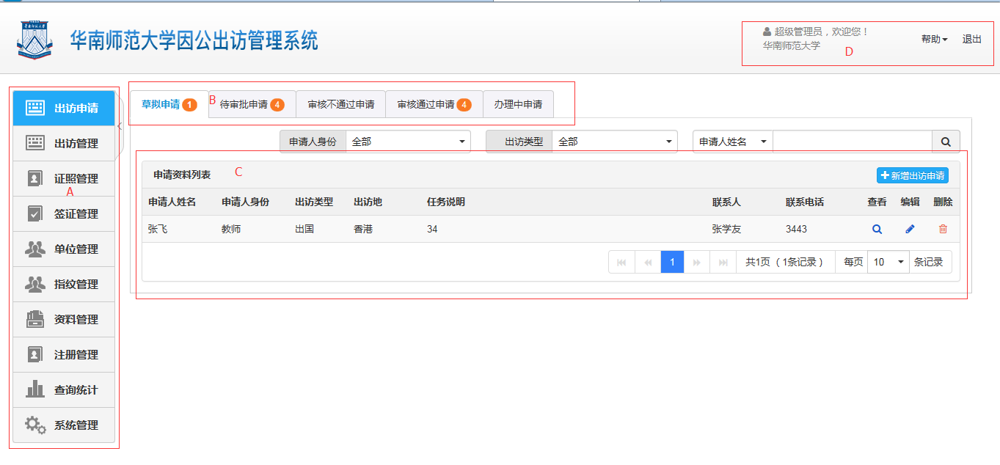 华南师范大学因公出访管理系统
超级管理员，欢迎您！
华南师范大学
D
帮助
退出
出访申请
出访管理
证照管理
A
签证管理
单位管理
指纹管理
资料管理
注册管理
查询统计
系统管理
草拟申请 1 B 待审批申请 4 审核不通过申请 审核通过申请 4 办理中申请
申请人身份 全部 出访类型 全部 申请人姓名
申请资料列表 C 新增出访申请
申请人姓名 申请人身份 出访类型 出访地 任务说明 联系人 联系电话 查看 编辑 删除
张飞 教师 出国 香港 34 张学友 3443
1 共1页（1条记录） 每页 10 条记录